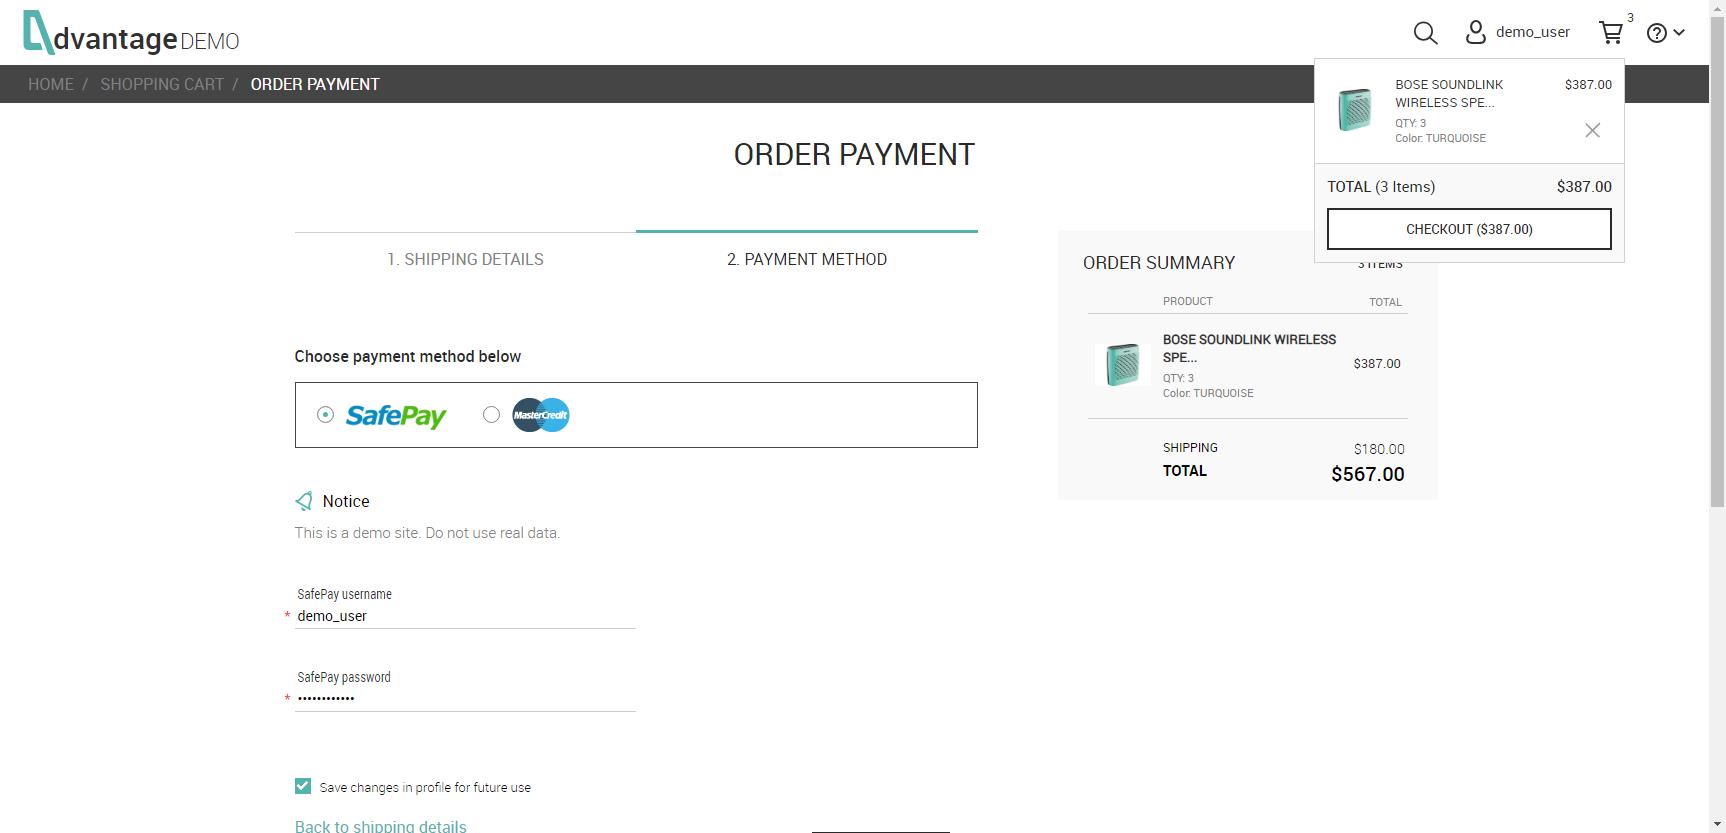 dvantage DEMO
demo_user
3
HOME / SHOPPING CART / ORDER PAYMENT
BOSE SOUNDLINK
WIRELESS SPE...
$387.00
QTY: 3
Color: TURQUOISE
TOTAL (3 Items)
$387.00
CHECKOUT ($387.00)
ORDER PAYMENT
1. SHIPPING DETAILS
2. PAYMENT METHOD
Choose payment method below
SafePay
MasterCredit
Notice
This is a demo site. Do not use real data.
SafePay username
* demo_user
SafePay password
* ••••••••••••
Save changes in profile for future use
Back to shipping details
ORDER SUMMARY
3 ITEMS
PRODUCT
TOTAL
BOSE SOUNDLINK WIRELESS
SPE...
$387.00
QTY: 3
Color: TURQUOISE
SHIPPING
$180.00
TOTAL
$567.00